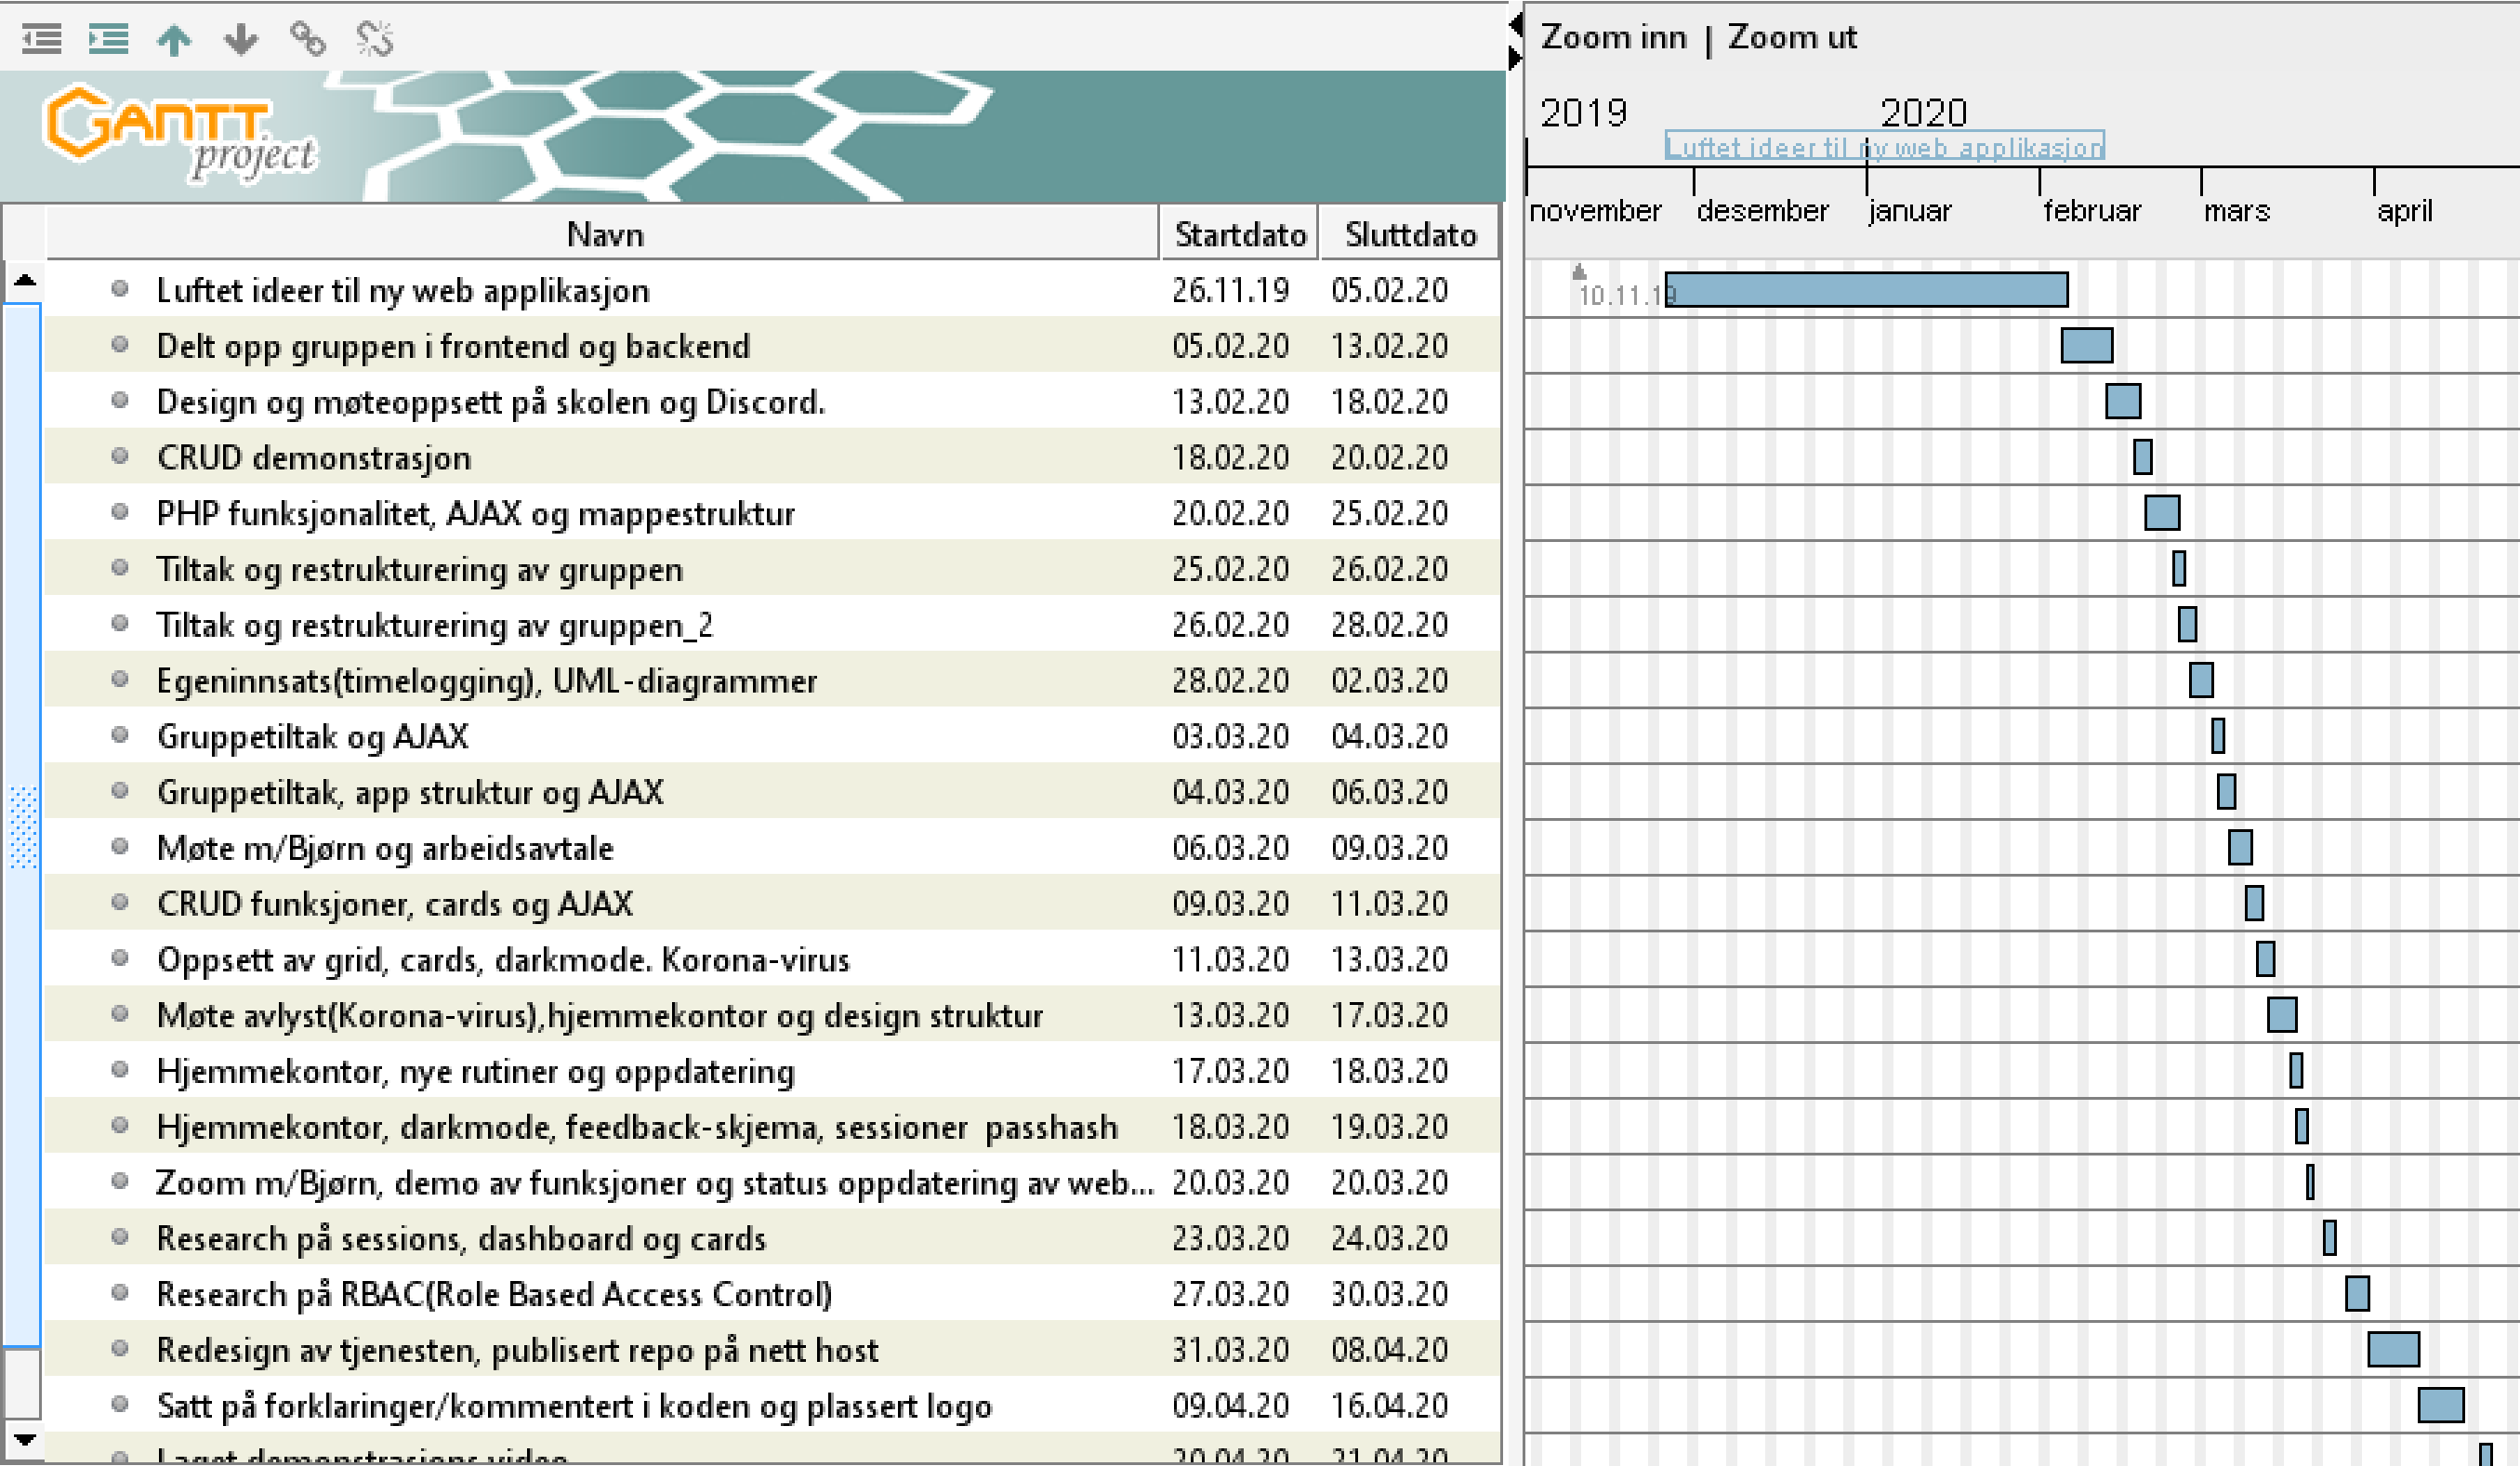 Zoom inn | Zoom ut
GANTT
project
2019 2020
Luftet ideer til ny web applikasjon
november desember januar februar mars april
Navn Startdato Sluttdato
10.11.19
Luftet ideer til ny web applikasjon 26.11.19 05.02.20
Delt opp gruppen i frontend og backend 05.02.20 13.02.20
Design og møteoppsett på skolen og Discord. 13.02.20 18.02.20
CRUD demonstrasjon 18.02.20 20.02.20
PHP funksjonalitet, AJAX og mappestruktur 20.02.20 25.02.20
Tiltak og restrukturering av gruppen 25.02.20 26.02.20
Tiltak og restrukturering av gruppen_2 26.02.20 28.02.20
Egeninnsats(timelogging), UML-diagrammer 28.02.20 02.03.20
Gruppetiltak og AJAX 03.03.20 04.03.20
Gruppetiltak, app struktur og AJAX 04.03.20 06.03.20
Møte m/Bjørn og arbeidsavtale 06.03.20 09.03.20
CRUD funksjoner, cards og AJAX 09.03.20 11.03.20
Oppsett av grid, cards, darkmode. Korona-virus 11.03.20 13.03.20
Møte avlyst(Korona-virus),hjemmekontor og design struktur 13.03.20 17.03.20
Hjemmekontor, nye rutiner og oppdatering 17.03.20 18.03.20
Hjemmekontor, darkmode, feedback-skjema, sessioner passhash 18.03.20 19.03.20
Zoom m/Bjørn, demo av funksjoner og status oppdatering av web... 20.03.20 20.03.20
Research på sessions, dashboard og cards 23.03.20 24.03.20
Research på RBAC(Role Based Access Control) 27.03.20 30.03.20
Redesign av tjenesten, publisert repo på nett host 31.03.20 08.04.20
Satt på forklaringer/kommentert i koden og plassert logo 09.04.20 16.04.20
Laget demonstrasjons video 20.04.20 21.04.20